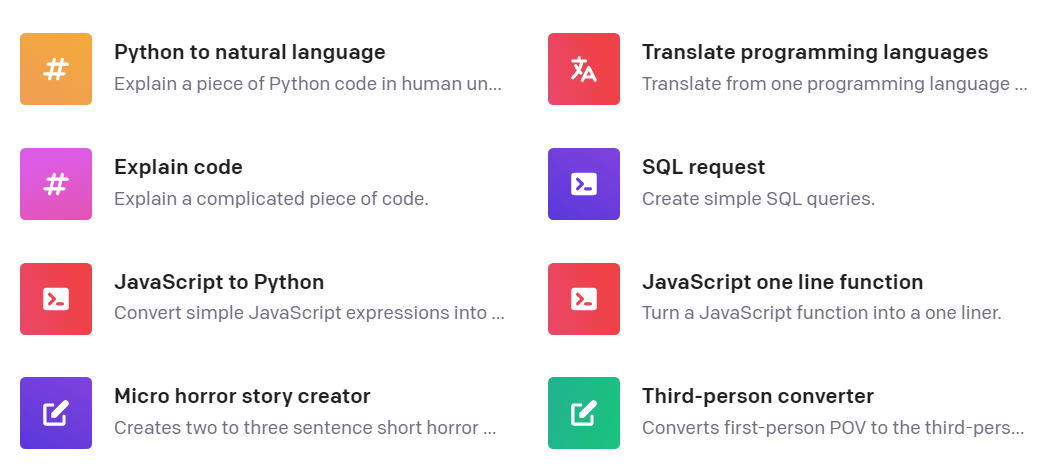 Python to natural language
Explain a piece of Python code in human un...
Translate programming languages
Translate from one programming language ...
Explain code
Explain a complicated piece of code.
SQL request
Create simple SQL queries.
JavaScript to Python
Convert simple JavaScript expressions into ...
JavaScript one line function
Turn a JavaScript function into a one liner.
Micro horror story creator
Creates two to three sentence short horror ...
Third-person converter
Converts first-person POV to the third-pers...